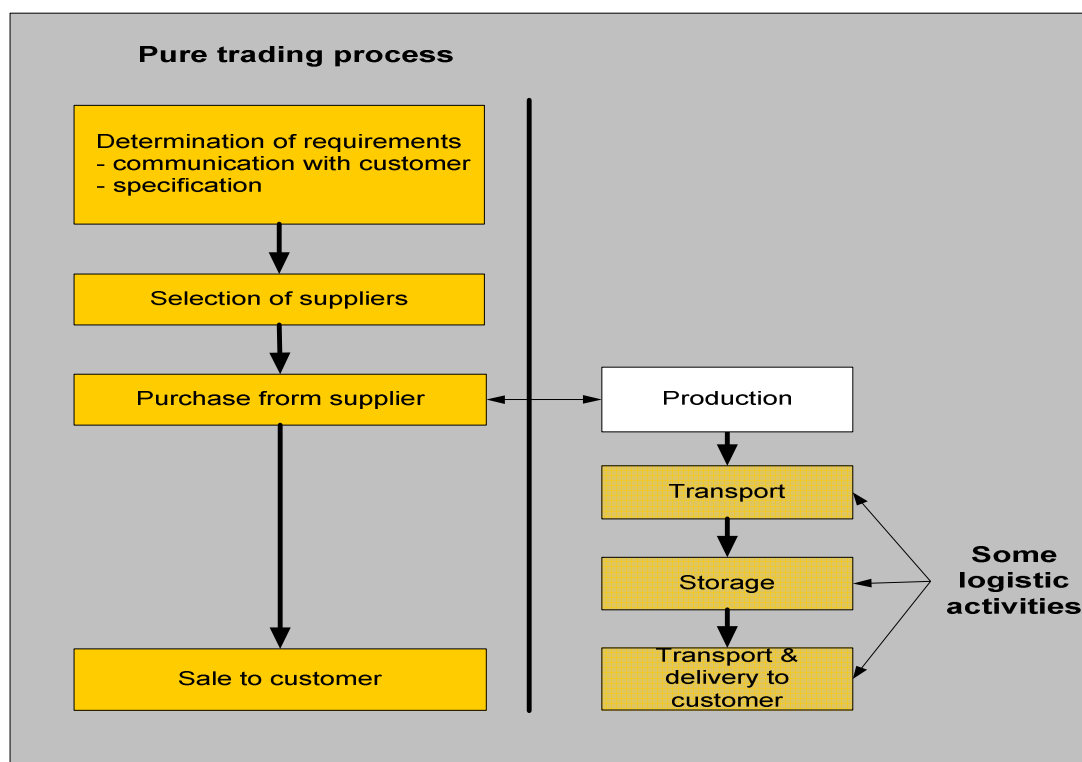 Pure trading process
Determination of requirements
- communication with customer
- specification
Selection of suppliers
Purchase frorm supplier
Sale to customer
Production
Transport
Storage
Transport &
delivery to
customer
Some
logistic
activities